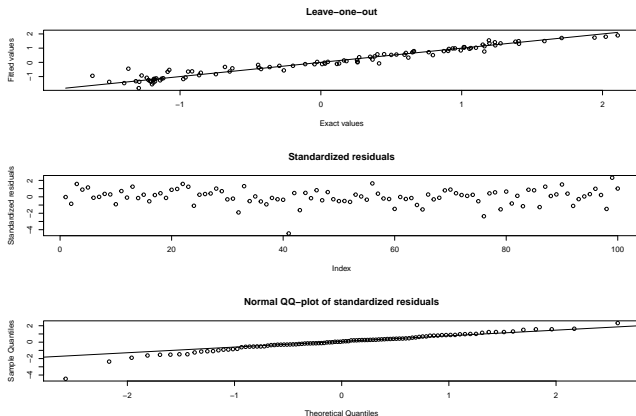 Leave−one−out
Fitted values
−1 0 1 2
−1 0 1 2
Exact values
Standardized residuals
Standardized residuals
−4 −2 0 2
0 20 40 60 80 100
Index
Normal QQ−plot of standardized residuals
Sample Quantiles
−4 −2 0 2
−2 −1 0 1 2
Theoretical Quantiles